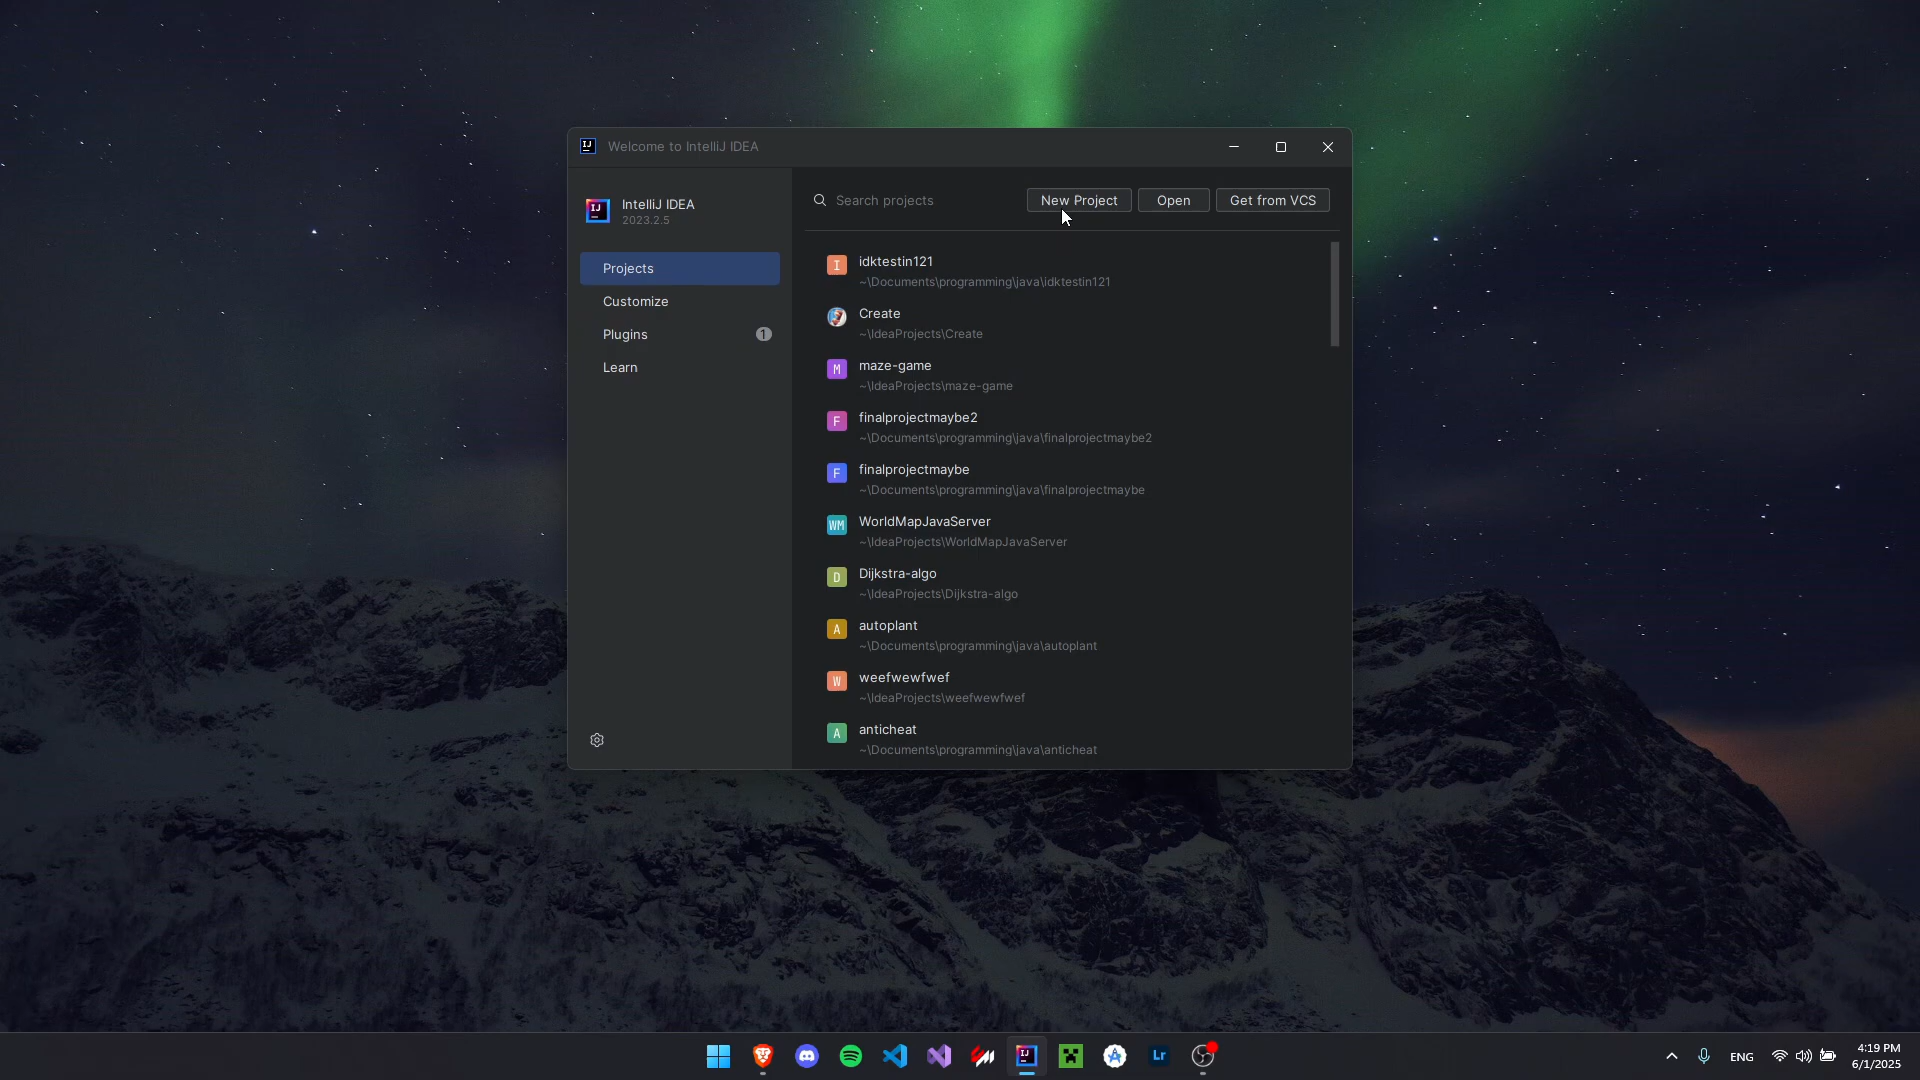 Welcome to IntelliJ IDEA
IntelliJ IDEA
2023.2.5
Projects
Customize
Plugins
1
Learn
Search projects
New Project
Open
Get from VCS
I
idktestin121
~\Documents\programming\java\idktestin121
Create
~\IdeaProjects\Create
M
maze-game
~\IdeaProjects\maze-game
F
finalprojectmaybe2
~\Documents\programming\java\finalprojectmaybe2
F
finalprojectmaybe
~\Documents\programming\java\finalprojectmaybe
WM
WorldMapJavaServer
~\IdeaProjects\WorldMapJavaServer
D
Dijkstra-algo
~\IdeaProjects\Dijkstra-algo
A
autoplant
~\Documents\programming\java\autoplant
W
weefwewfwef
~\IdeaProjects\weefwewfwef
A
anticheat
~\Documents\programming\java\anticheat
IJ
Lr
ENG
4:19 PM
6/1/2025